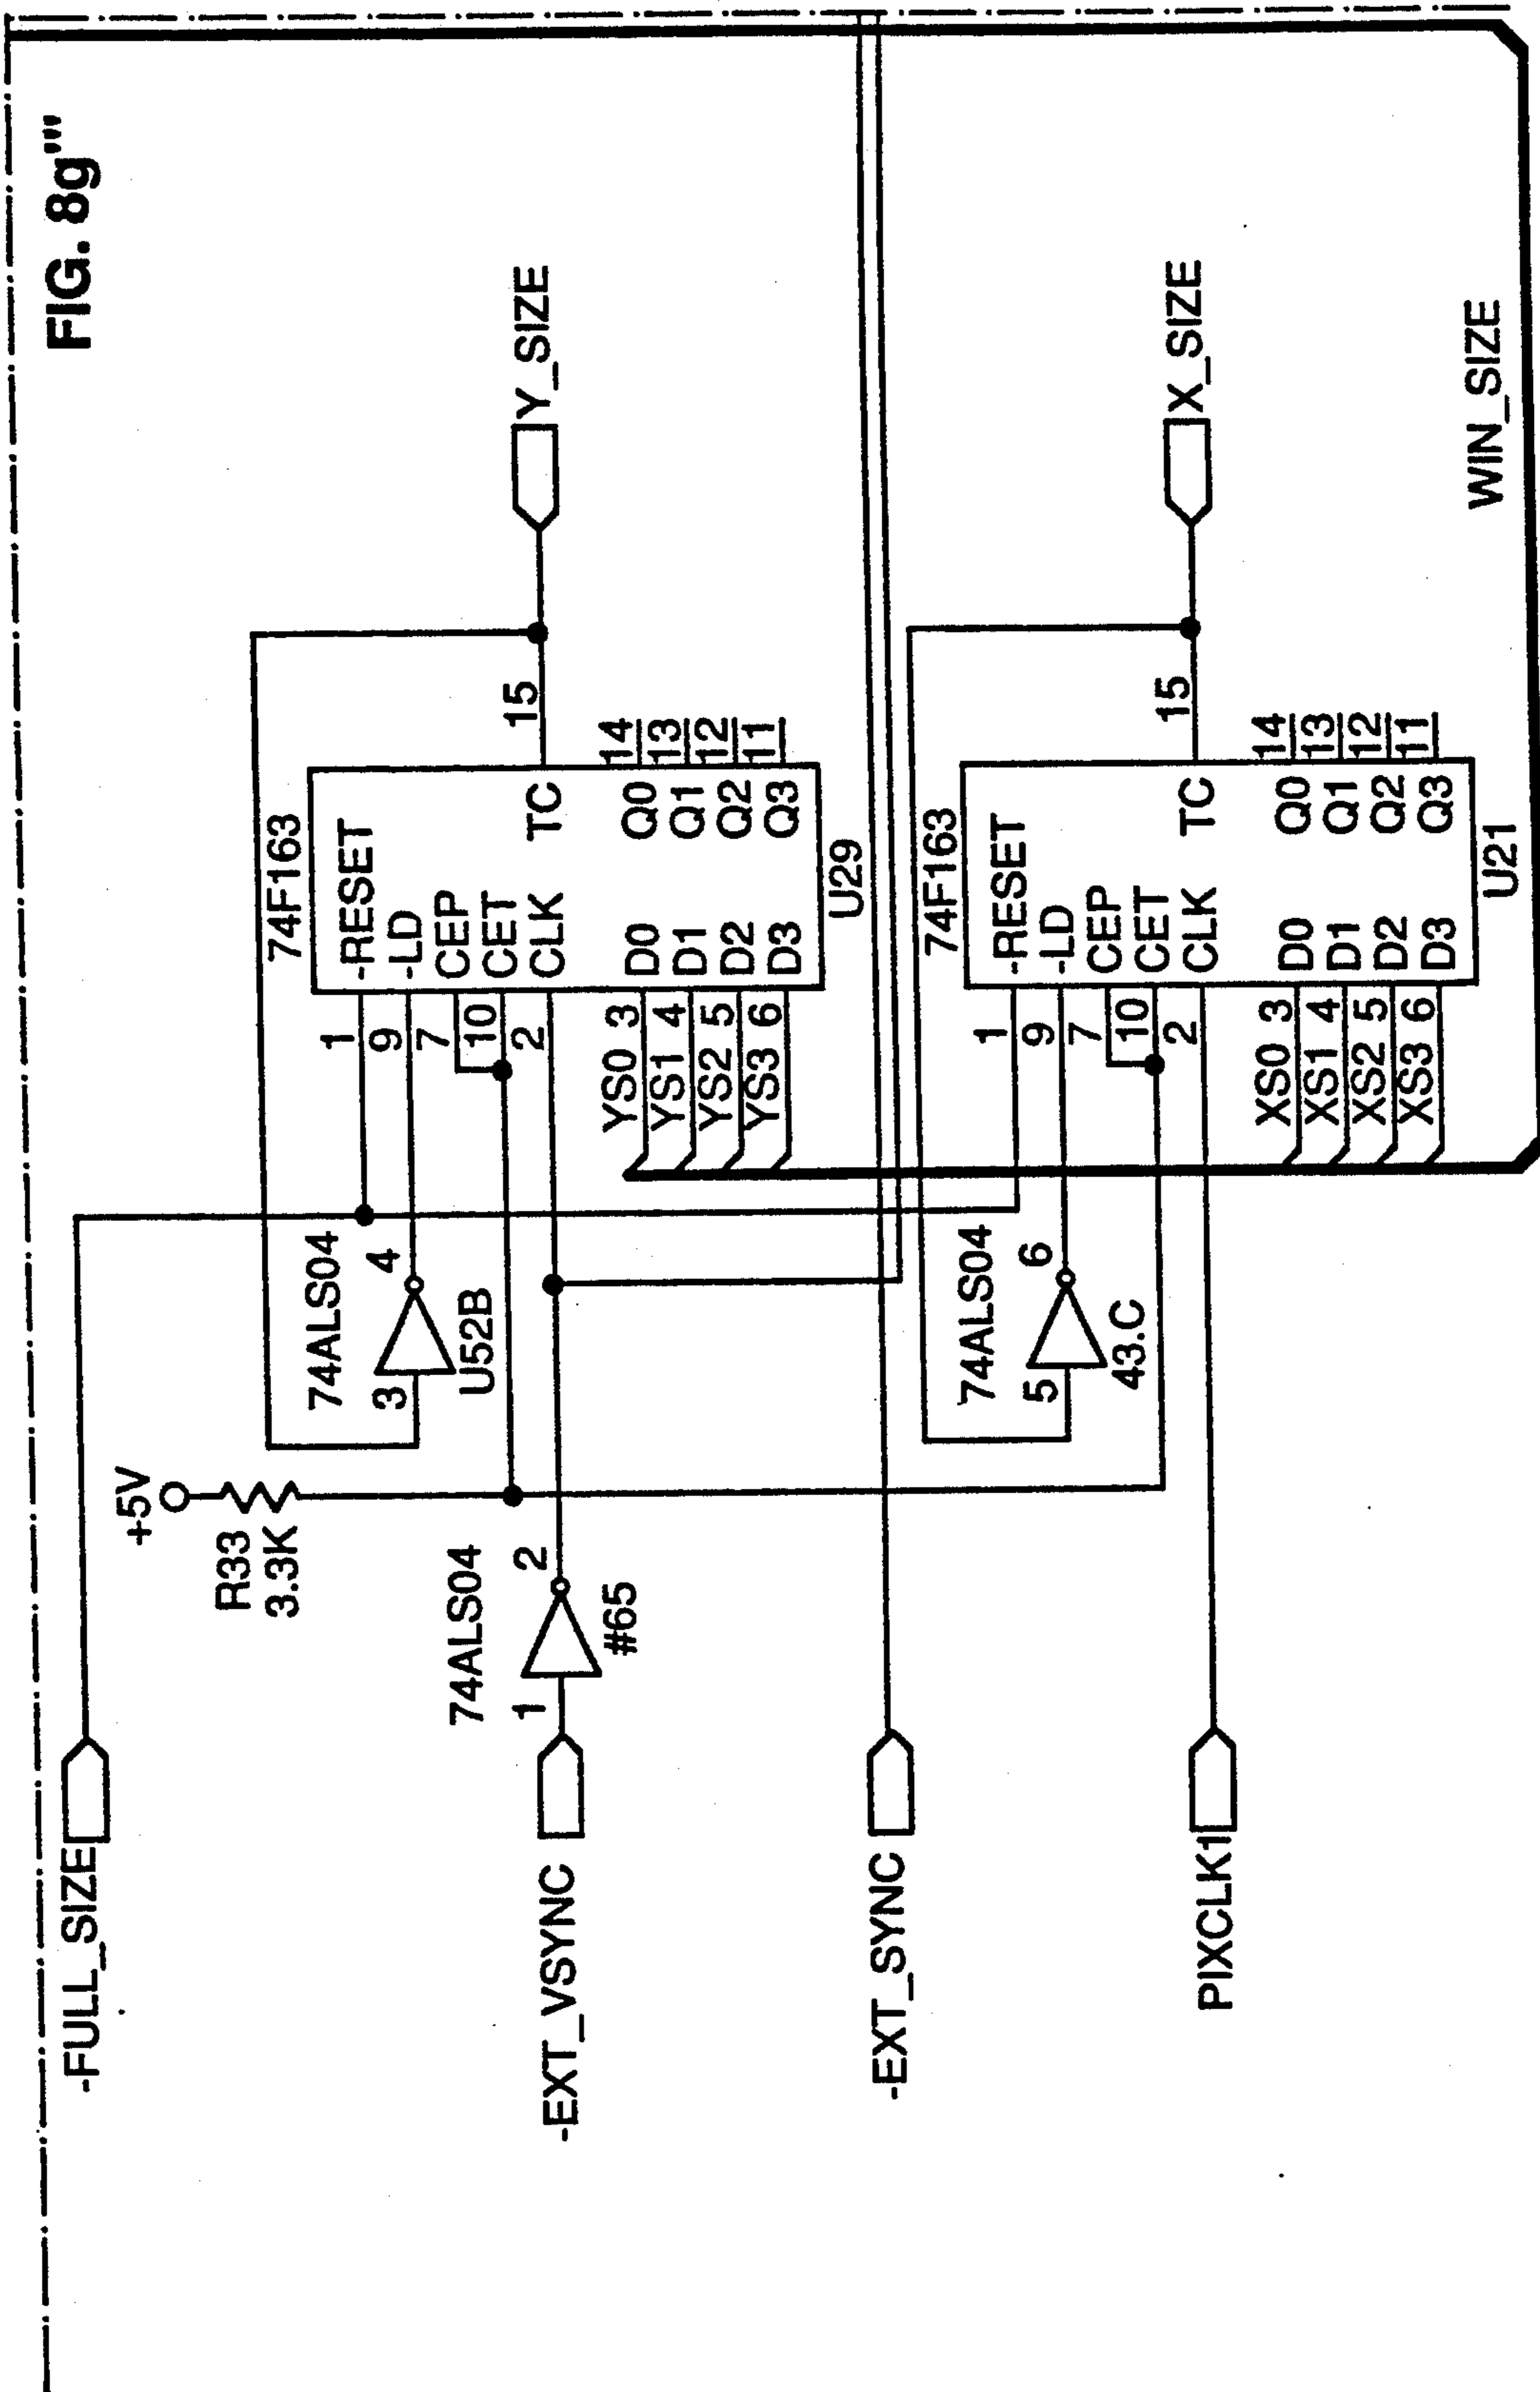 FIG. 8g'''
-FULL_SIZE
+5V
R33
3.3K
74ALS04
3
4
U52B
74F163
1
9
7
10
2
-RESET
-LD
CEP
CET
CLK
TC
15
Y_SIZE
YS0 3
YS1 4
YS2 5
YS3 6
D0
D1
D2
D3
Q0
Q1
Q2
Q3
14
13
12
11
U29
-EXT_VSYNC
74ALS04
1
2
#65
-EXT_SYNC
74ALS04
5
6
43.C
74F163
1
9
7
10
2
-RESET
-LD
CEP
CET
CLK
TC
15
X_SIZE
PIXCLK1
XS0 3
XS1 4
XS2 5
XS3 6
D0
D1
D2
D3
Q0
Q1
Q2
Q3
14
13
12
11
U21
WIN_SIZE